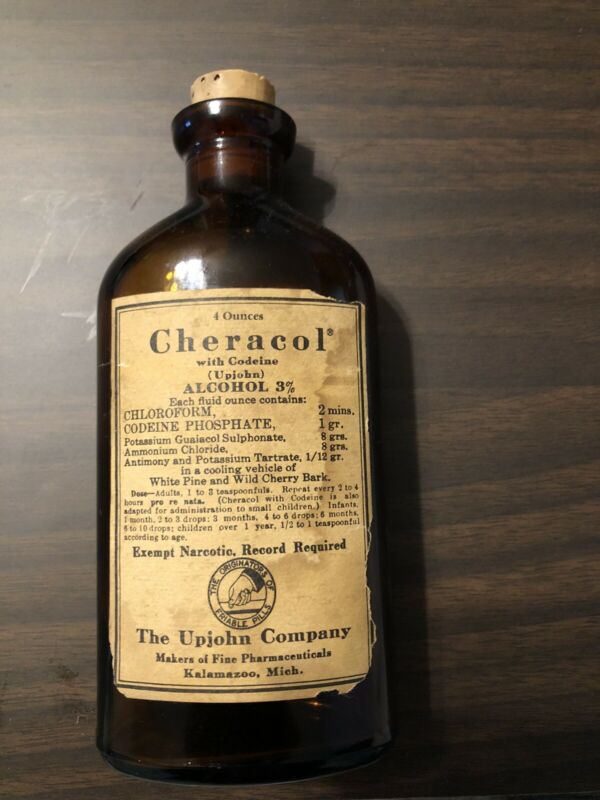 4 Ounces
Cheracol®
with Codeine
(Upjohn)
ALCOHOL 3%
Each fluid ounce contains:
CHLOROFORM, 2 mins.
CODEINE PHOSPHATE, 1 gr.
Potassium Guaiacol Sulphonate, 8 grs.
Ammonium Chloride, 8 grs.
Antimony and Potassium Tartrate, 1/12 gr.
in a cooling vehicle of
White Pine and Wild Cherry Bark.
Dose—Adults, 1 to 3 teaspoonfuls. Repeat every 2 to 4
hours pro re nata. (Cheracol with Codeine is also
adapted for administration to small children.) Infants,
1 month, 2 to 3 drops; 3 months, 4 to 6 drops; 6 months,
6 to 10 drops; children over 1 year, 1/2 to 1 teaspoonful
according to age.
Exempt Narcotic, Record Required
THE ORIGINATORS OF
FRIABLE PILLS
The Upjohn Company
Makers of Fine Pharmaceuticals
Kalamazoo, Mich.